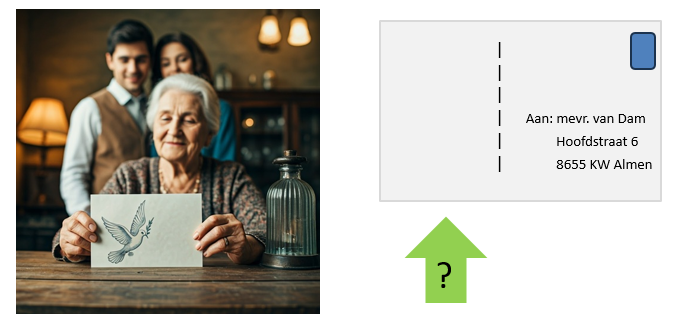 Aan: mevr. van Dam
Hoofdstraat 6
8655 KW Almen
?